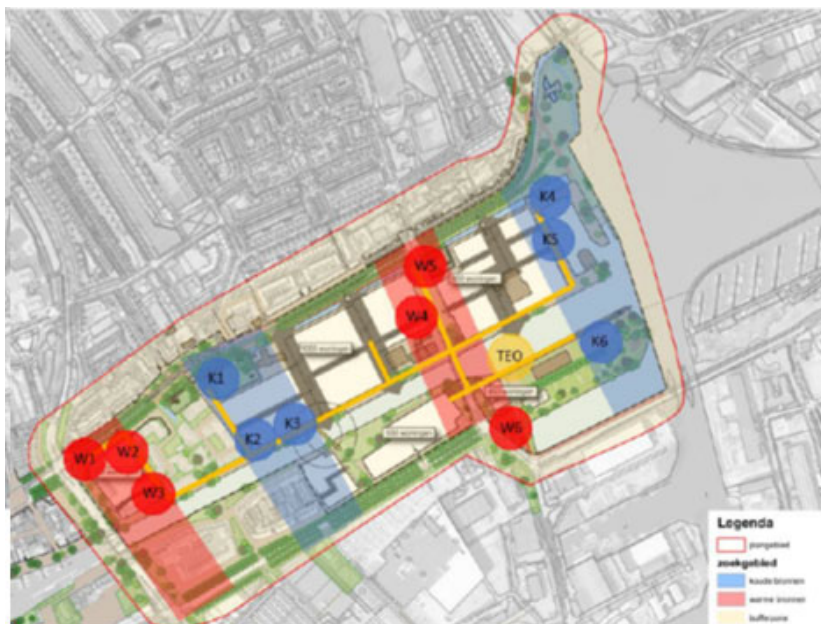 K4
K5
W5
W4
K6
TEO
K1
K3
K2
W6
W1
W2
W3
Legenda
plangebied
zoekgebied
koude bronnen
warme bronnen
bufferzone